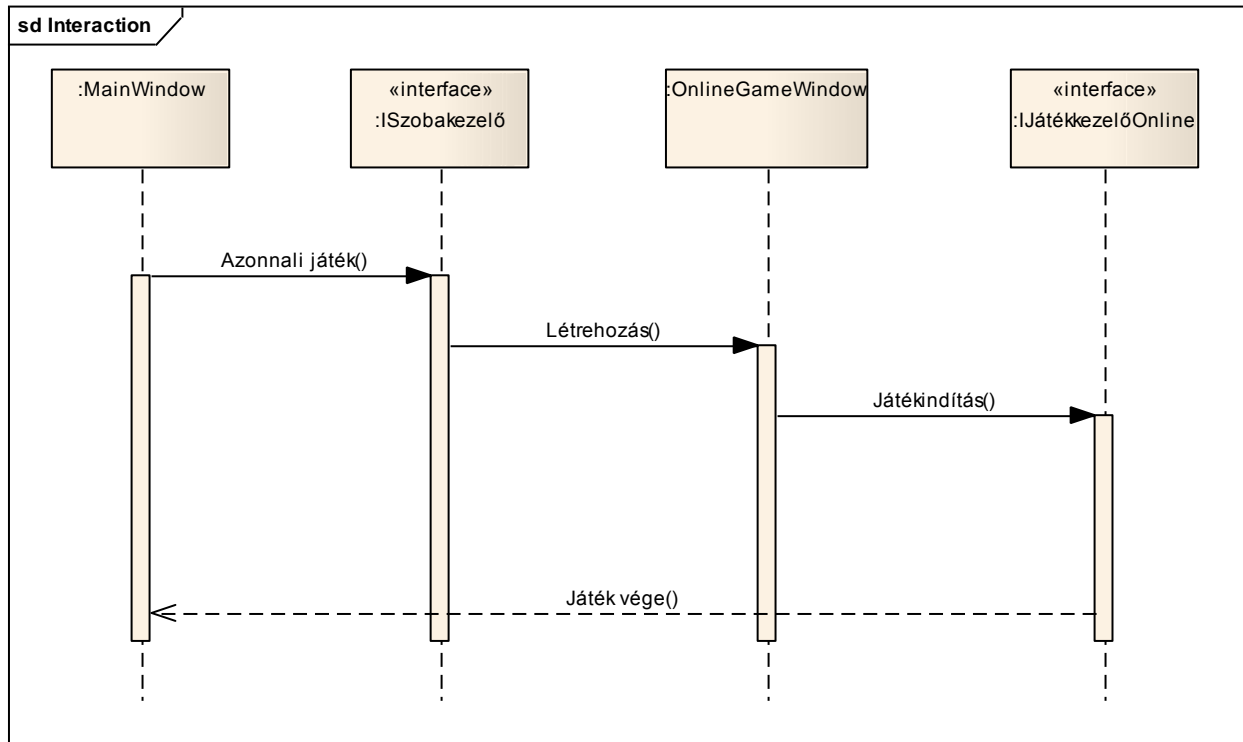 sd Interaction
:MainWindow
«interface»
:ISzobakezelő
:OnlineGameWindow
«interface»
:IJátékkezelőOnline
Azonnali játék()
Létrehozás()
Játékindítás()
Játék vége()